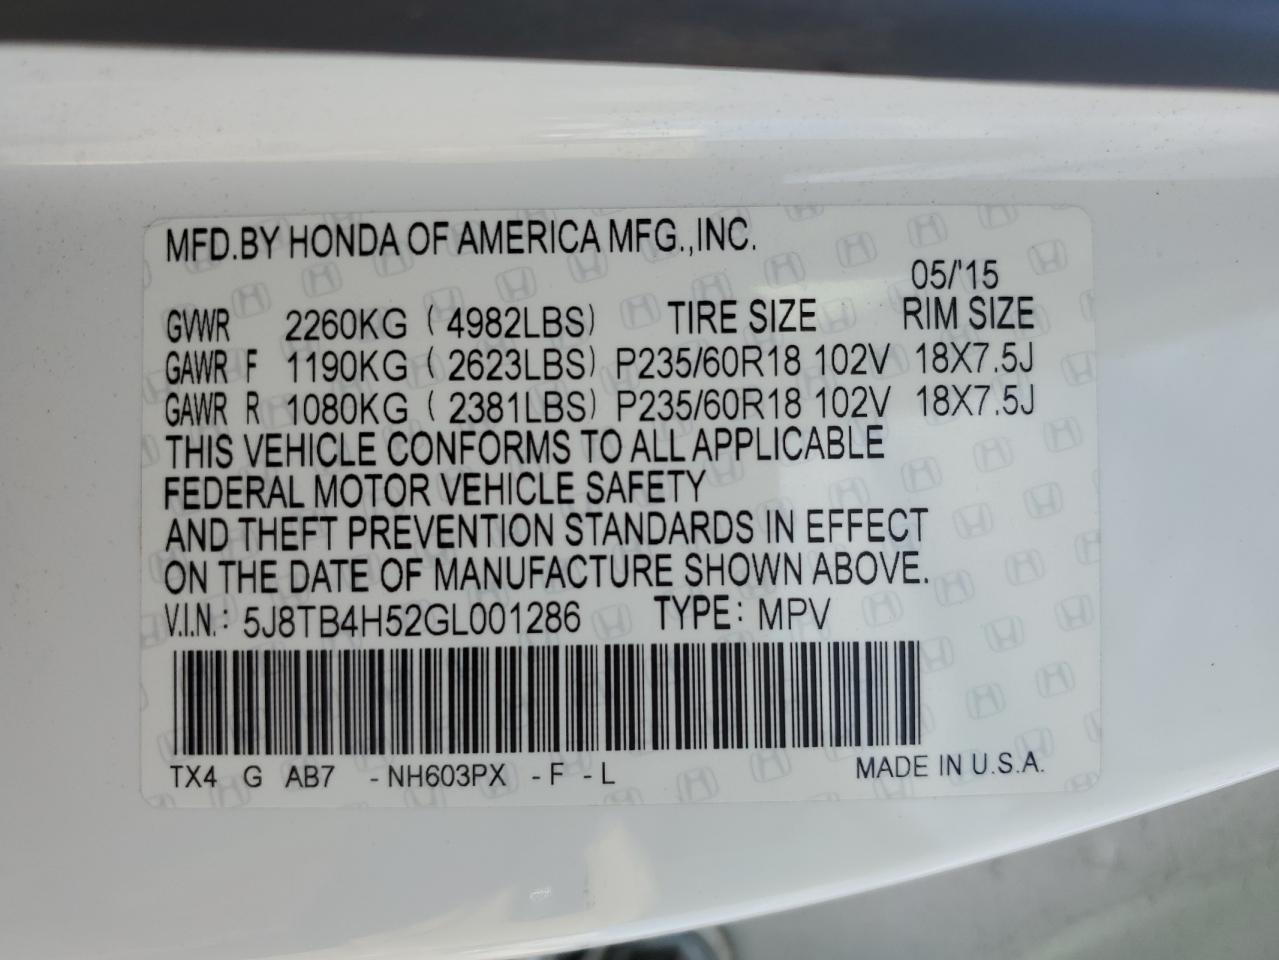 MFD.BY HONDA OF AMERICA MFG.,INC.
05/'15
GVWR 2260KG ( 4982LBS) TIRE SIZE RIM SIZE
GAWR F 1190KG ( 2623LBS) P235/60R18 102V 18X7.5J
GAWR R 1080KG ( 2381LBS) P235/60R18 102V 18X7.5J
THIS VEHICLE CONFORMS TO ALL APPLICABLE
FEDERAL MOTOR VEHICLE SAFETY
AND THEFT PREVENTION STANDARDS IN EFFECT
ON THE DATE OF MANUFACTURE SHOWN ABOVE.
V.I.N.: 5J8TB4H52GL001286 TYPE: MPV
TX4 G AB7 -NH603PX -F -L MADE IN U.S.A.